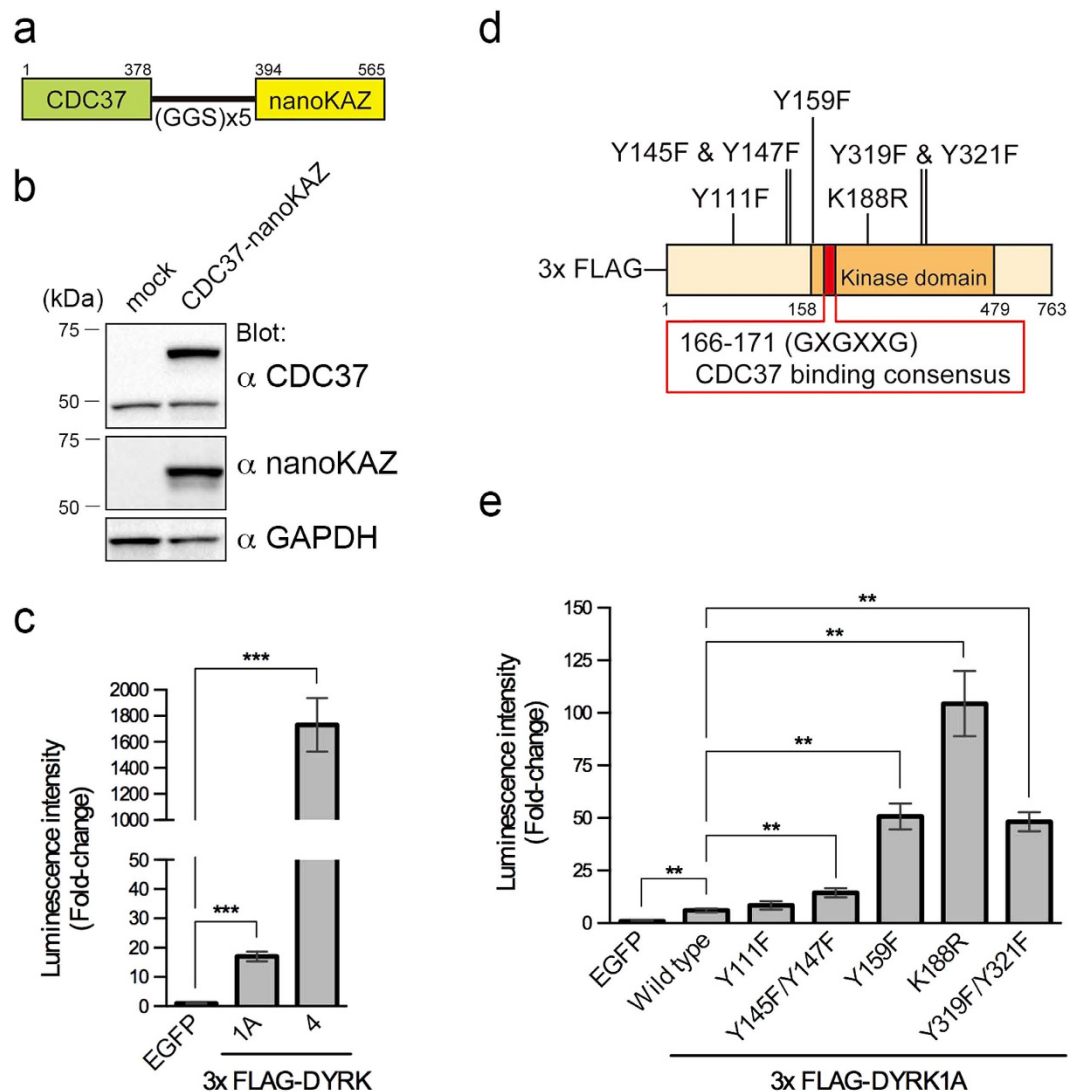 a
1 378 394 565
CDC37 nanoKAZ
(GGS)x5
b
mock
CDC37-nanoKAZ
(kDa)
75
Blot:
α CDC37
50
75
α nanoKAZ
50
α GAPDH
c
***
***
2000
1800
1600
1400
1200
1000
50
40
30
20
10
0
Luminescence intensity
(Fold-change)
EGFP
1A
4
3x FLAG-DYRK
d
Y159F
Y145F & Y147F Y319F & Y321F
Y111F K188R
3x FLAG
Kinase domain
1 158 479 763
166-171 (GXGXXG)
CDC37 binding consensus
e
150
125
100
75
50
25
0
Luminescence intensity
(Fold-change)
**
**
**
**
**
EGFP
Wild type
Y111F
Y145F/Y147F
Y159F
K188R
Y319F/Y321F
3x FLAG-DYRK1A